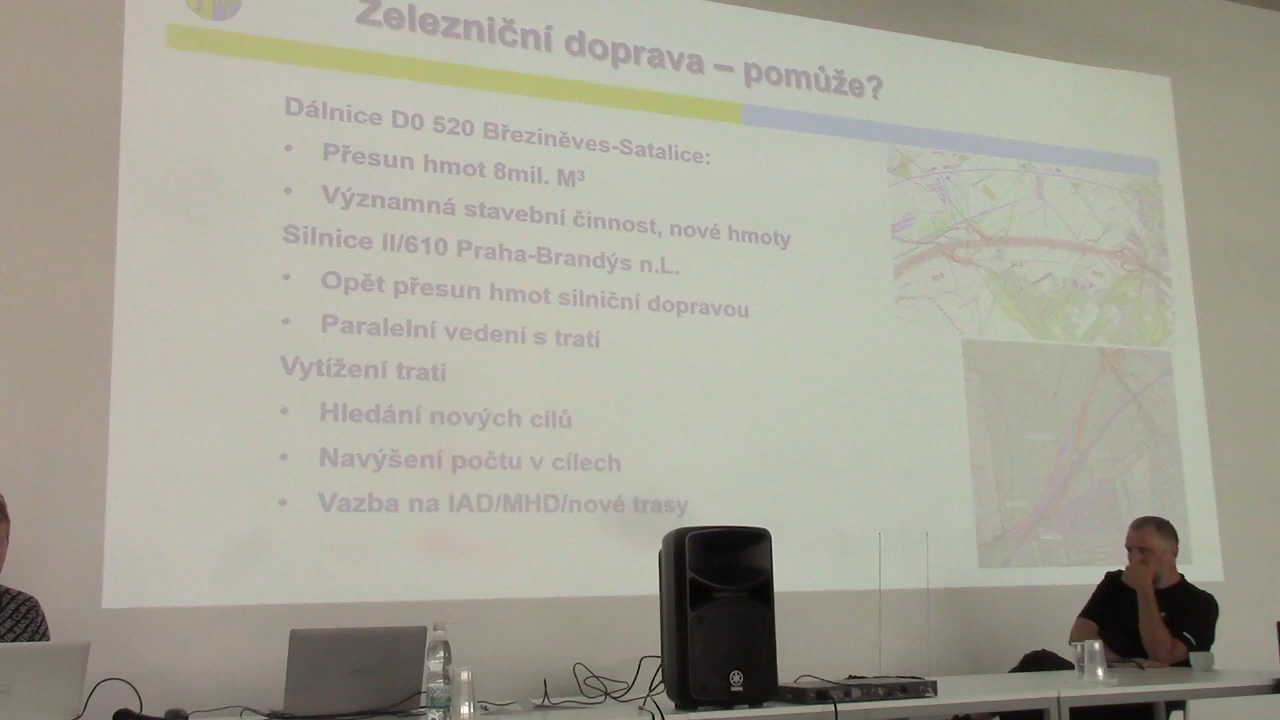 Železniční doprava – pomůže?
Dálnice D0 520 Březiněves-Satalice:
• Přesun hmot 8mil. M³
• Významná stavební činnost, nové hmoty
Silnice II/610 Praha-Brandýs n.L.
• Opět přesun hmot silniční dopravou
• Paralelní vedení s tratí
Vytížení trati
• Hledání nových cílů
• Navýšení počtu v cílech
• Vazba na IAD/MHD/nové trasy